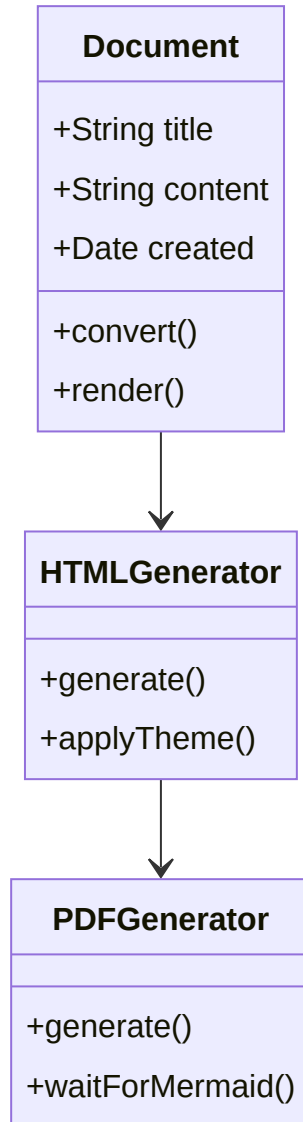 Document
+String title
+String content
+Date created
+convert()
+render()
HTMLGenerator
+generate()
+applyTheme()
PDFGenerator
+generate()
+waitForMermaid()